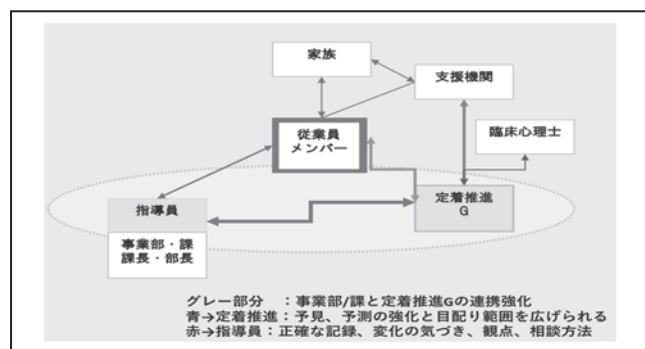 家族
支援機関
従業員
メンバー
臨床心理士
指導員
定着推進
G
事業部・課
課長・部長
グレー部分 ：事業部/課と定着推進Gの連携強化
青→定着推進：予見、予測の強化と目配り範囲を広げられる
赤→指導員：正確な記録、変化の気づき、観点、相談方法